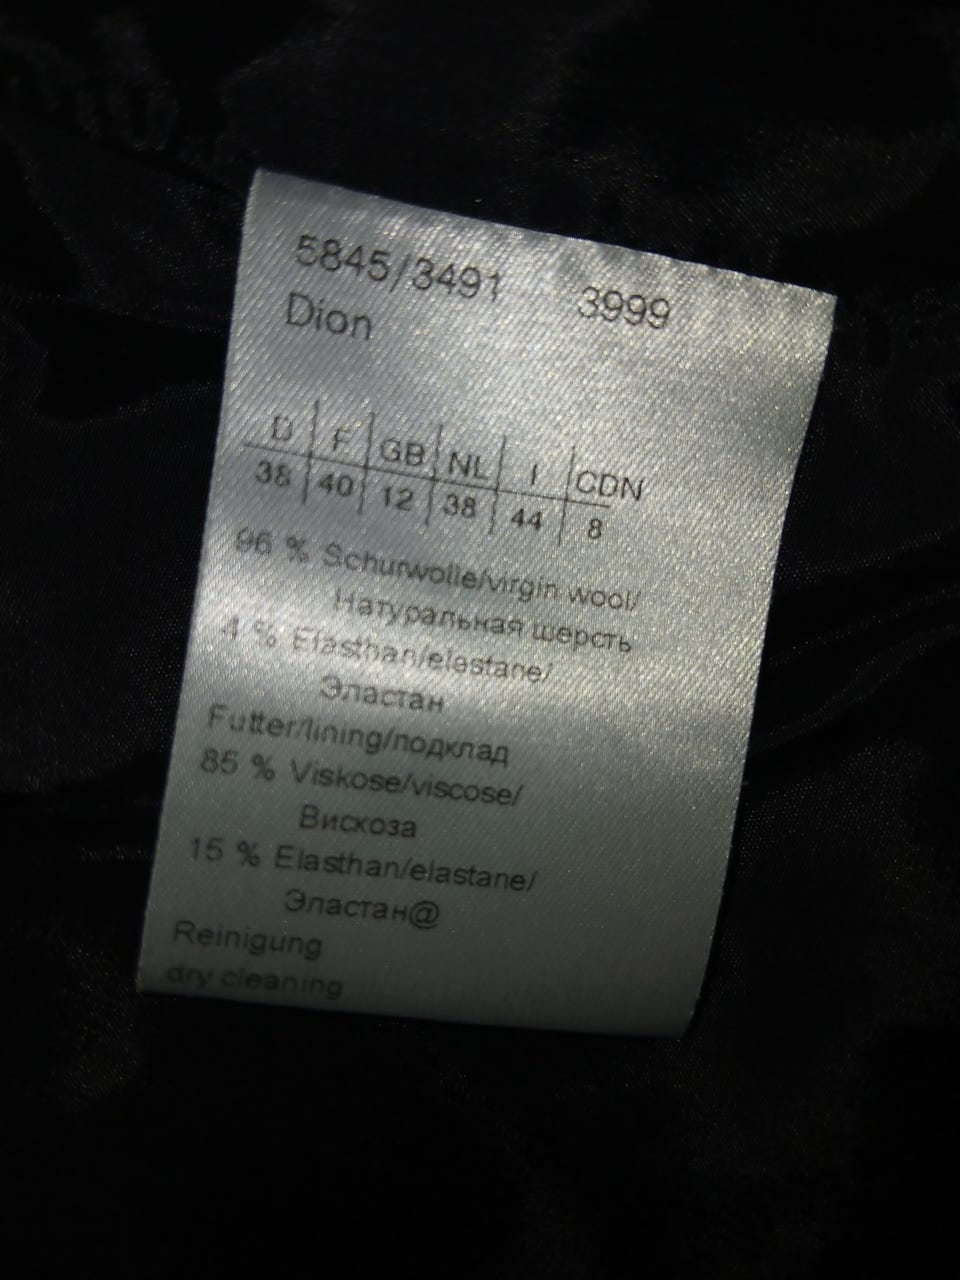 5845/3491 3999
Dion
D F GB NL I CDN
38 40 12 38 44 8
96 % Schurwolle/virgin wool/
Натуральная шерсть
4 % Elasthan/elastane/
Эластан
Futter/lining/подклад
85 % Viskose/viscose/
Вискоза
15 % Elasthan/elastane/
Эластан@
Reinigung
dry cleaning